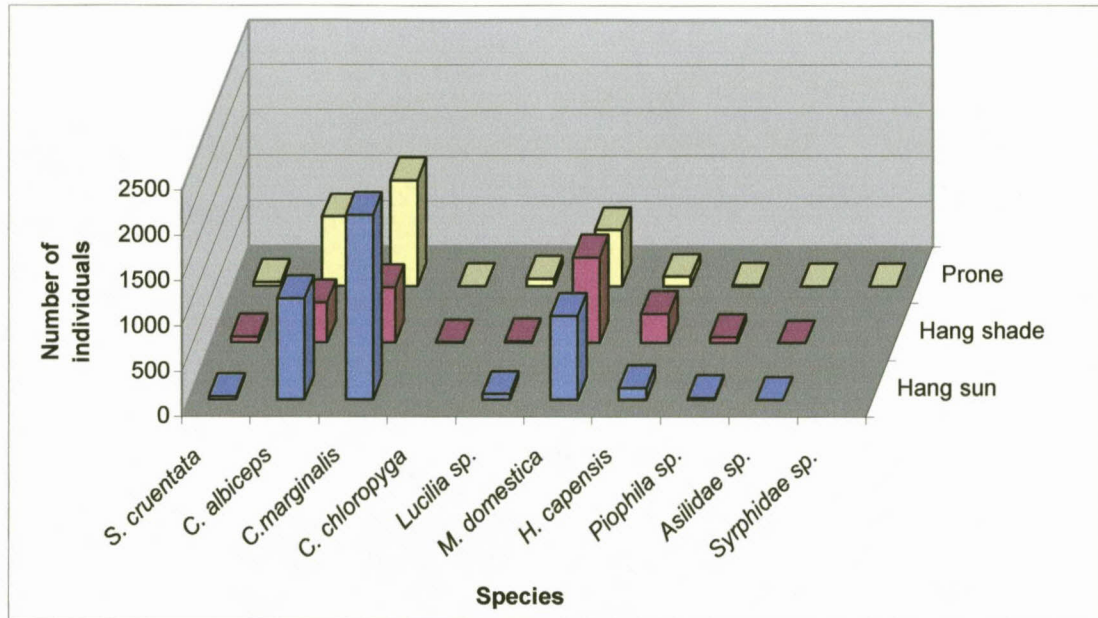 2500
2000
1500
1000
500
0
Number of
individuals
Prone
Hang shade
Hang sun
S. cruentata
C. albiceps
C.marginalis
C. chloropyga
Lucilia sp.
M. domestica
H. capensis
Piophila sp.
Asilidae sp.
Syrphidae sp.
Species